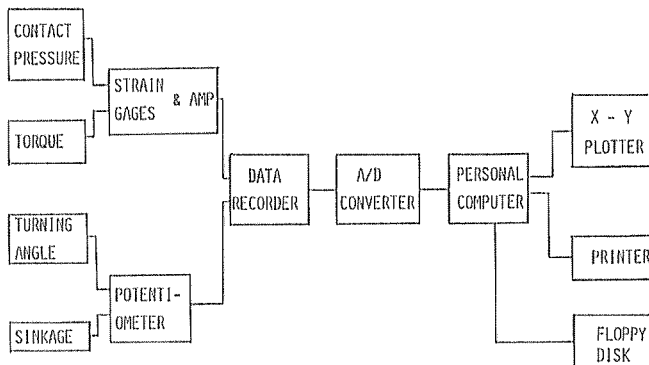 CONTACT
PRESSURE
STRAIN
GAGES & AMP
TORQUE
TURNING
ANGLE
POTENTI-
OMETER
SINKAGE
DATA
RECORDER
A/D
CONVERTER
PERSONAL
COMPUTER
X - Y
PLOTTER
PRINTER
FLOPPY
DISK